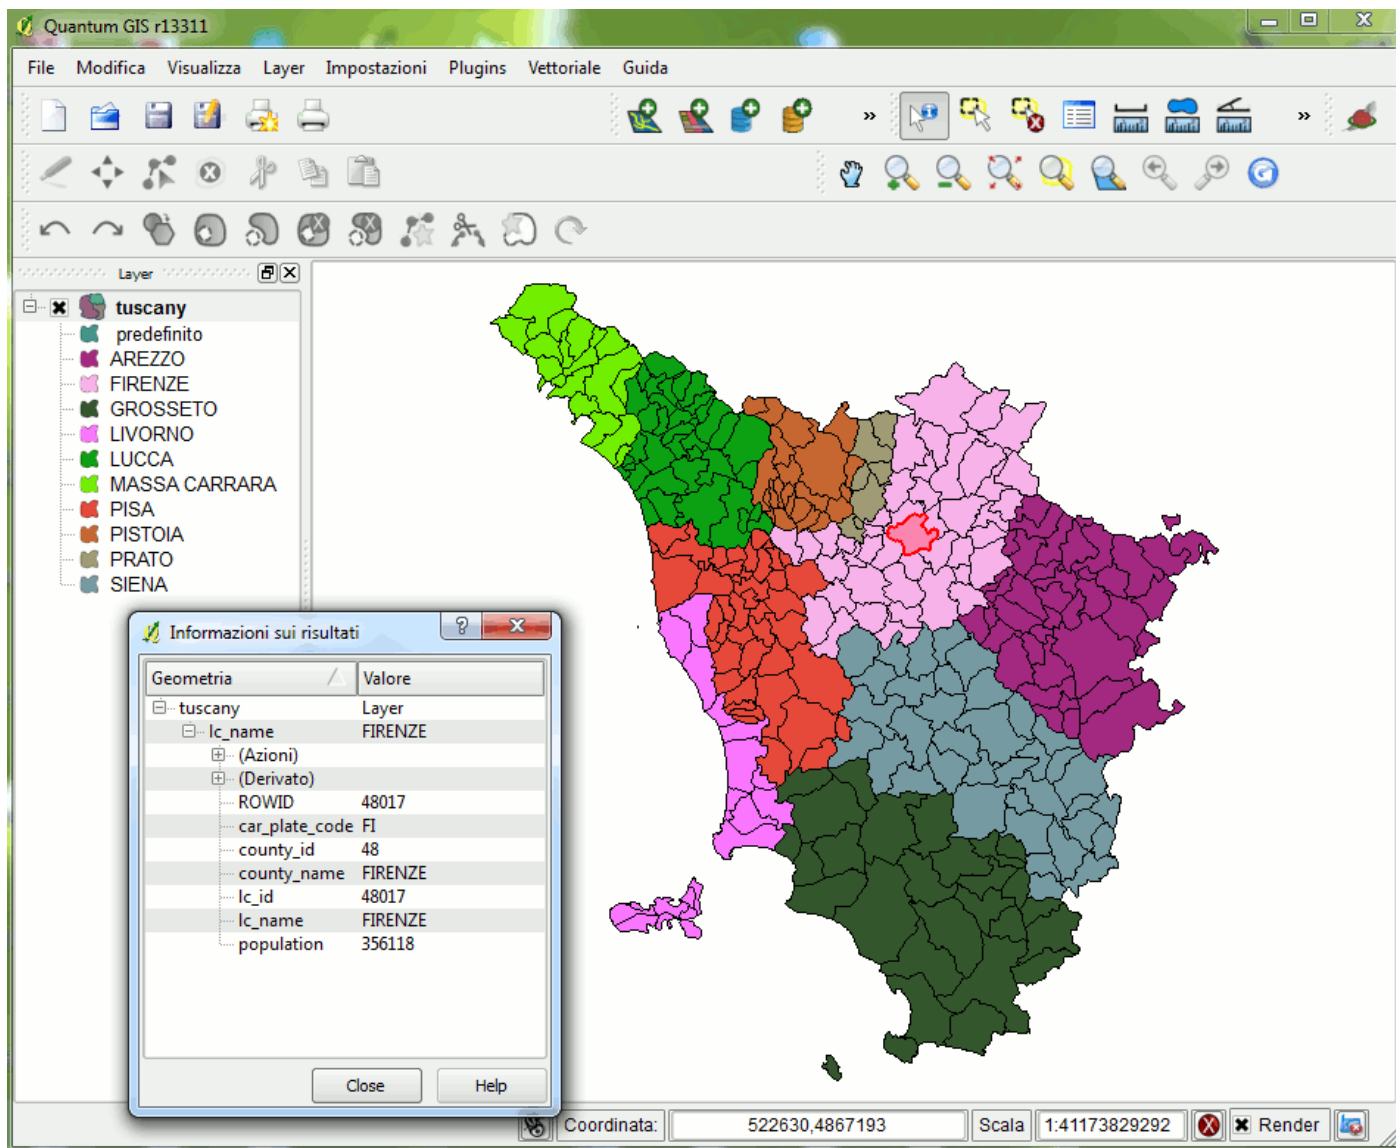 Quantum GIS r13311
File Modifica Visualizza Layer Impostazioni Plugins Vettoriale Guida
» »
Layer
tuscany
predefinito
AREZZO
FIRENZE
GROSSETO
LIVORNO
LUCCA
MASSA CARRARA
PISA
PISTOIA
PRATO
SIENA
Informazioni sui risultati
Geometria Valore
tuscany Layer
lc_name FIRENZE
(Azioni)
(Derivato)
ROWID 48017
car_plate_code FI
county_id 48
county_name FIRENZE
lc_id 48017
lc_name FIRENZE
population 356118
Close Help
Coordinata: 522630,4867193 Scala 1:41173829292 Render